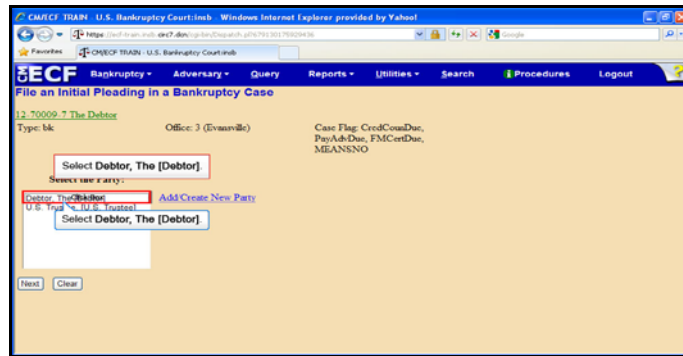 CM/ECF TRAIN - U.S. Bankruptcy Court:insb - Windows Internet Explorer provided by Yahoo!
Google
Favorites CM/ECF TRAIN - U.S. Bankruptcy Court:insb
ECF Bankruptcy Adversary Query Reports Utilities Search Procedures Logout ?
File an Initial Pleading in a Bankruptcy Case
12-70009-7 The Debtor
Type: bk Office: 3 (Evansville) Case Flag: CredCounDue,
PayAdvDue, FMCertDue,
MEANSNO
Select Debtor, The [Debtor].
Select the Party:
Debtor, The Add/Create New Party
U.S. [U.S. Trustee]
Select Debtor, The [Debtor].
Next Clear